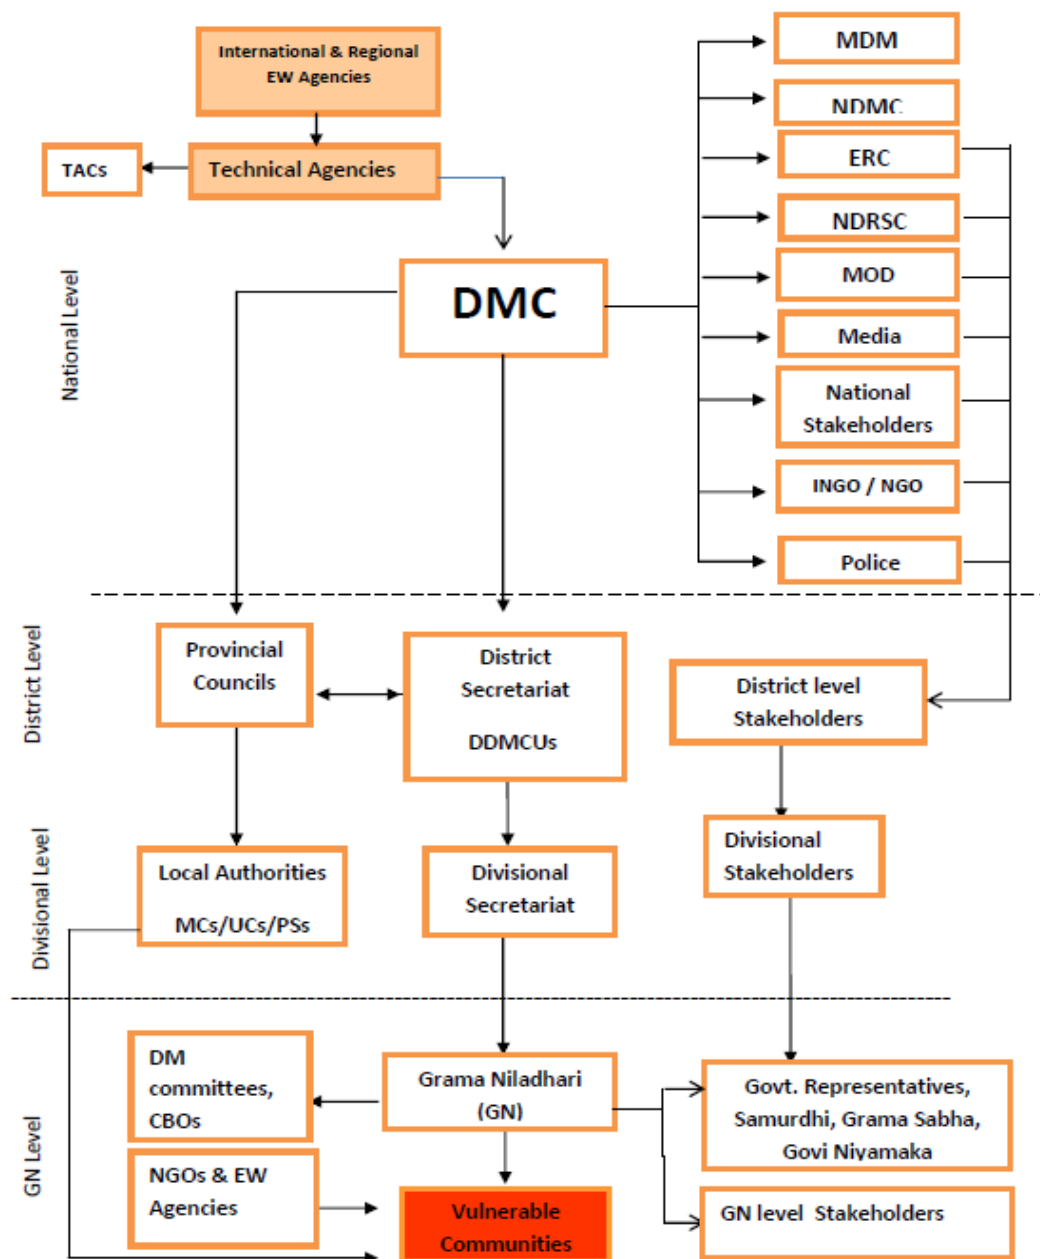 International & Regional
EW Agencies
Technical Agencies
TACs
DMC
MDM
NDMC
ERC
NDRSC
MOD
Media
National
Stakeholders
INGO / NGO
Police
National Level
District Level
Provincial
Councils
District
Secretariat
DDMCUs
District level
Stakeholders
Divisional Level
Local Authorities
MCs/UCs/PSs
Divisional
Secretariat
Divisional
Stakeholders
GN Level
DM
committees,
CBOs
Grama Niladhari
(GN)
Govt. Representatives,
Samurdhi, Grama Sabha,
Govi Niyamaka
NGOs & EW
Agencies
Vulnerable
Communities
GN level Stakeholders